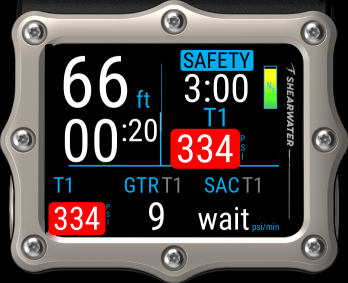 66 ft
00:20
SAFETY
3:00
T1
334 PSI
N₂
SHEARWATER
T1 GTR T1 SAC T1
334 PSI 9 wait psi/min